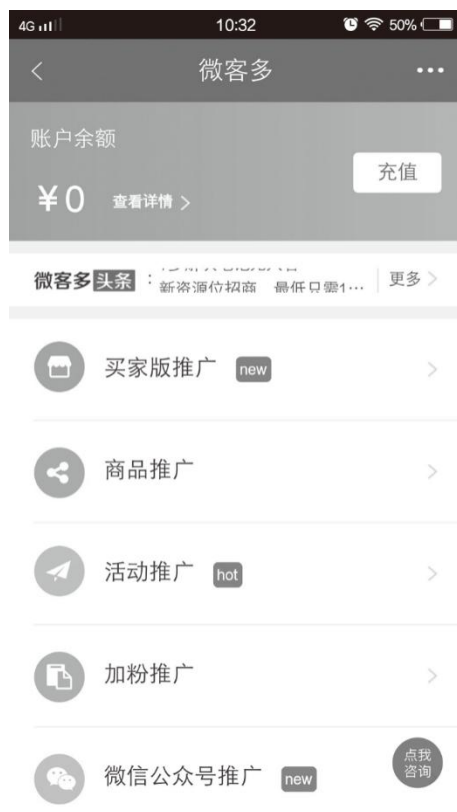 4G 10:32 50%
微客多
账户余额
¥0 查看详情
充值
微客多头条：
新资源位招商 最低只需1… 更多
买家版推广 new
商品推广
活动推广 hot
加粉推广
微信公众号推广 new
点我
咨询